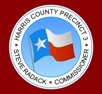 HARRIS COUNTY PRECINCT 3
STEVE RADACK • COMMISSIONER